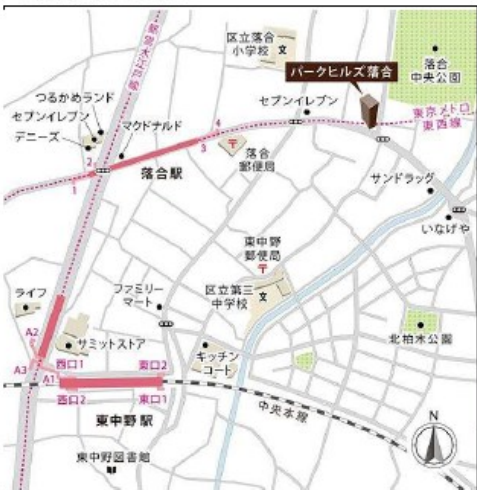 都営大江戸線
区立落合
小学校
文
落合
中央公園
パークヒルズ落合
つるかめランド
セブンイレブン
デニーズ
マクドナルド
セブンイレブン
東京メトロ
東西線
4
3
2
1
落合駅
〒
落合
郵便局
サンドラッグ
いなげや
東中野
郵便局
〒
区立第三
中学校
文
ライフ
ファミリー
マート
A2
サミットストア
北柏木公園
A3
A1
西口1
東口2
キッチン
コート
西口2
東口1
東中野駅
中央本線
N
東中野図書館